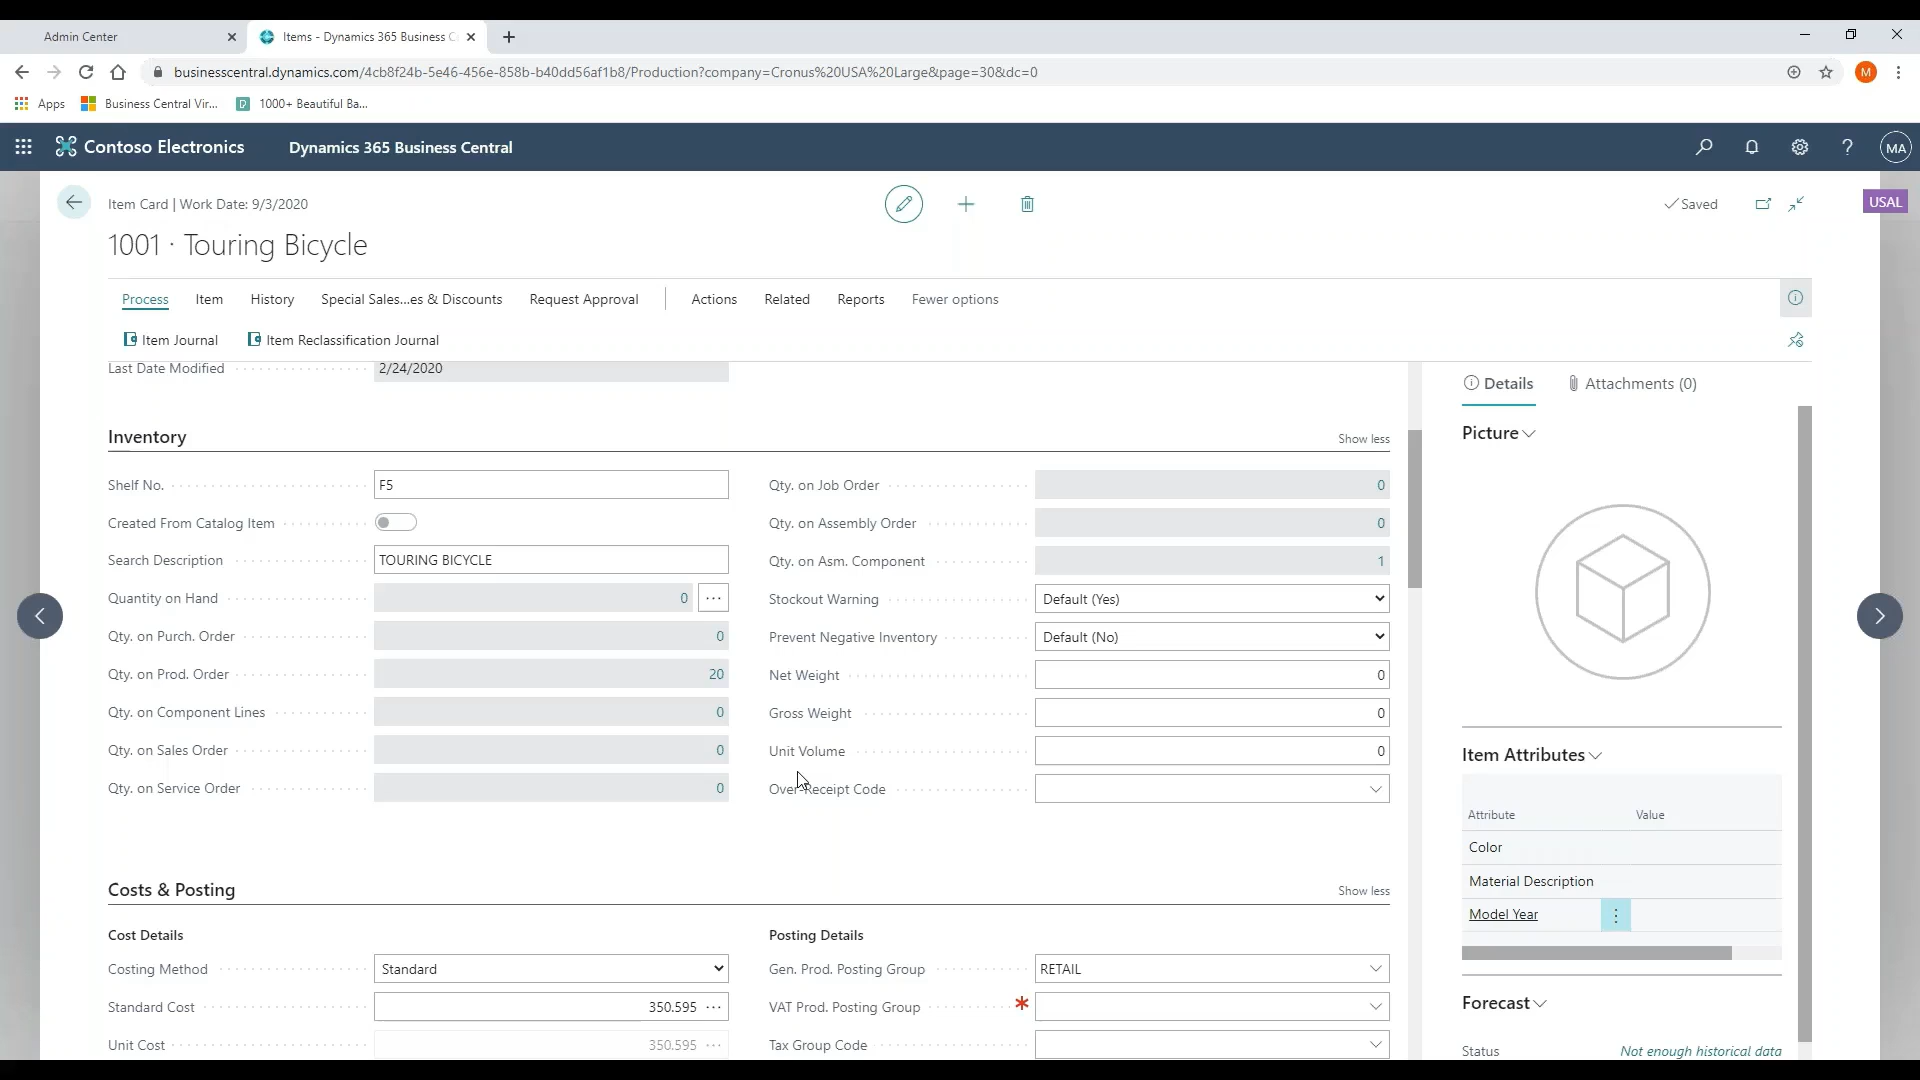 Admin Center
Items - Dynamics 365 Business C
businesscentral.dynamics.com/4cb8f24b-5e46-456e-858b-b40dd56af1b8/Production?company=Cronus%20USA%20Large&page=30&dc=0
M
Apps
Business Central Vir...
1000+ Beautiful Ba...
Contoso Electronics
Dynamics 365 Business Central
MA
Item Card | Work Date: 9/3/2020
Saved
USAL
1001 · Touring Bicycle
Process
Item
History
Special Sales...es & Discounts
Request Approval
Actions
Related
Reports
Fewer options
Item Journal
Item Reclassification Journal
Last Date Modified 2/24/2020
Inventory
Show less
Shelf No. F5
Created From Catalog Item
Search Description TOURING BICYCLE
Quantity on Hand 0 ...
Qty. on Purch. Order 0
Qty. on Prod. Order 20
Qty. on Component Lines 0
Qty. on Sales Order 0
Qty. on Service Order 0
Qty. on Job Order 0
Qty. on Assembly Order 0
Qty. on Asm. Component 1
Stockout Warning Default (Yes)
Prevent Negative Inventory Default (No)
Net Weight 0
Gross Weight 0
Unit Volume 0
Over-Receipt Code
Costs & Posting
Show less
Cost Details
Costing Method Standard
Standard Cost 350.595 ...
Unit Cost 350.595 ...
Posting Details
Gen. Prod. Posting Group RETAIL
VAT Prod. Posting Group *
Tax Group Code
Details
Attachments (0)
Picture
Item Attributes
Attribute Value
Color
Material Description
Model Year
Forecast
Status Not enough historical data